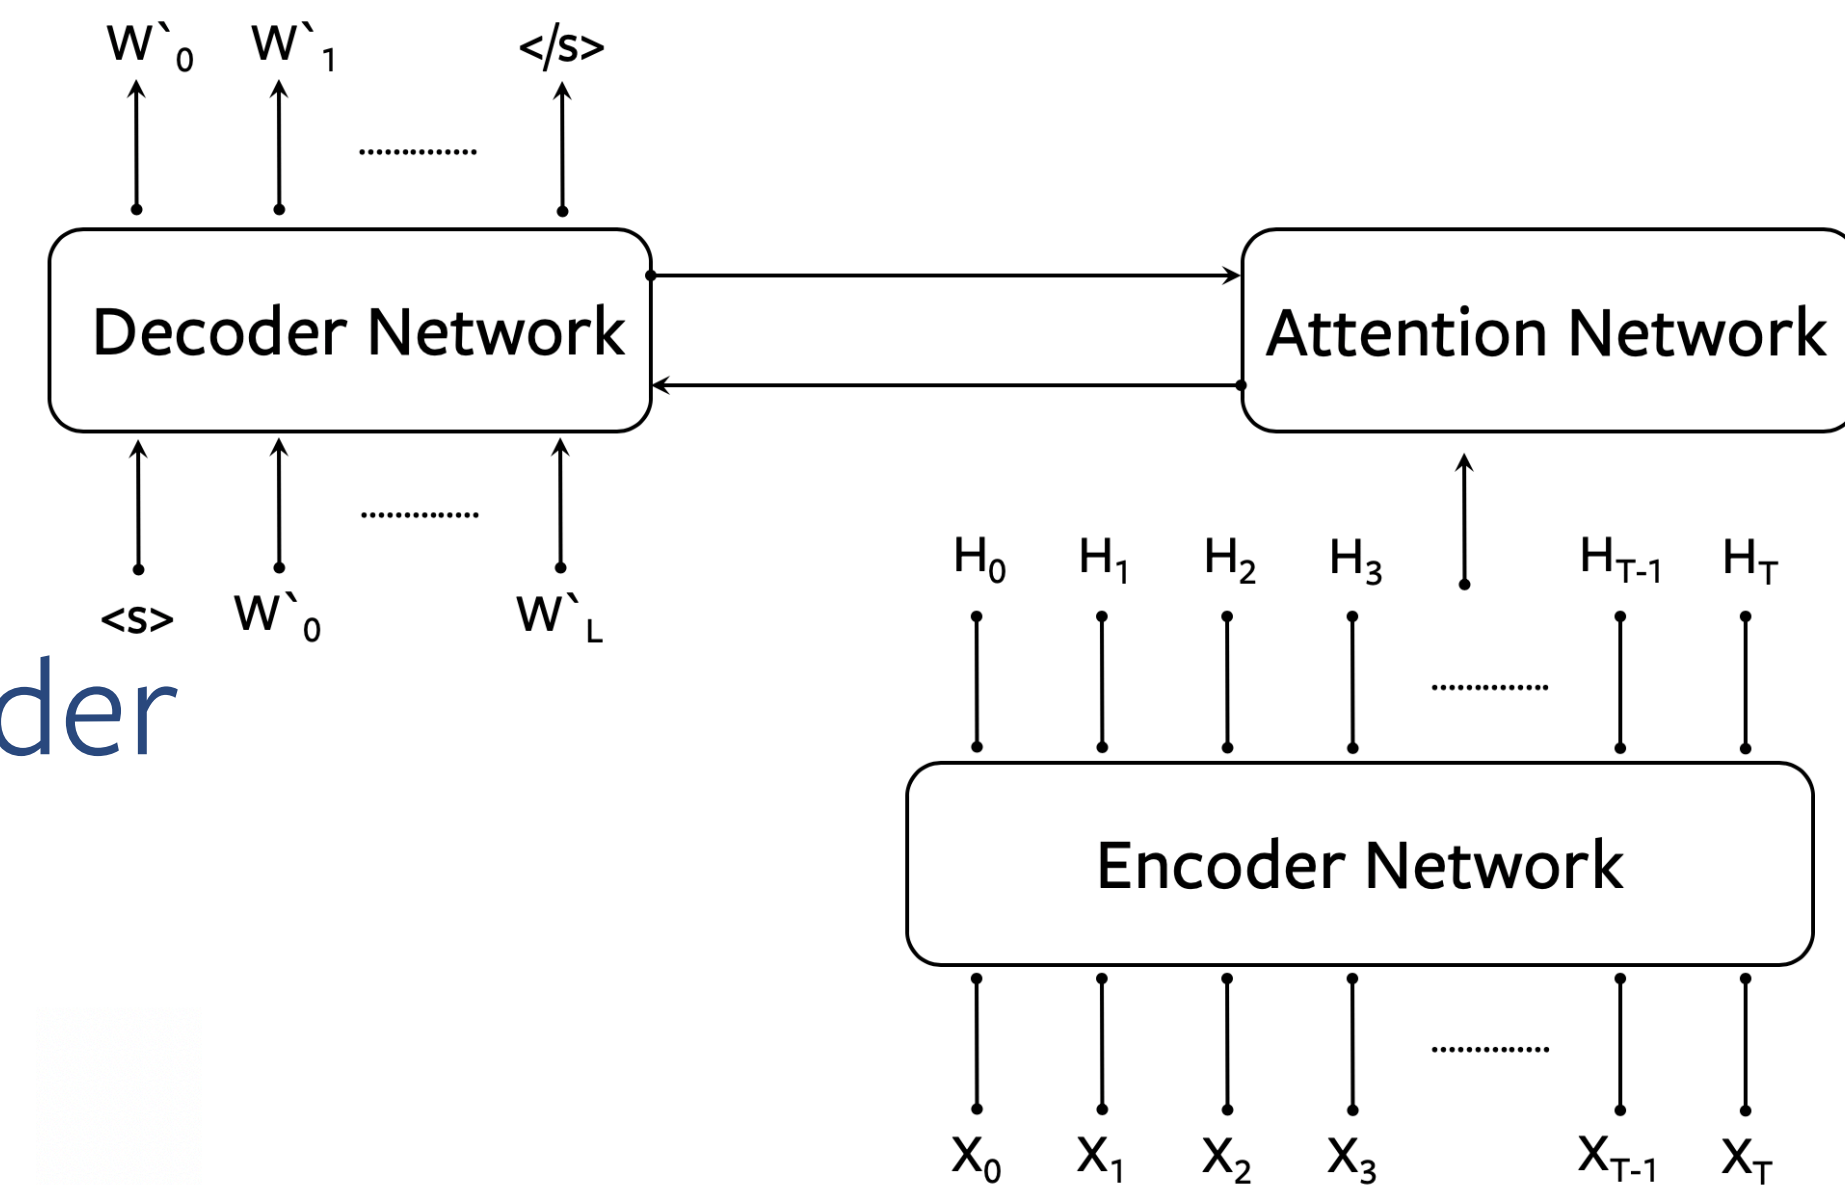 W`0 W`1 .............. </s>
Decoder Network
Attention Network
<s> W`0 .............. W`L
H0 H1 H2 H3 HT-1 HT
..............
der
Encoder Network
..............
X0 X1 X2 X3 XT-1 XT